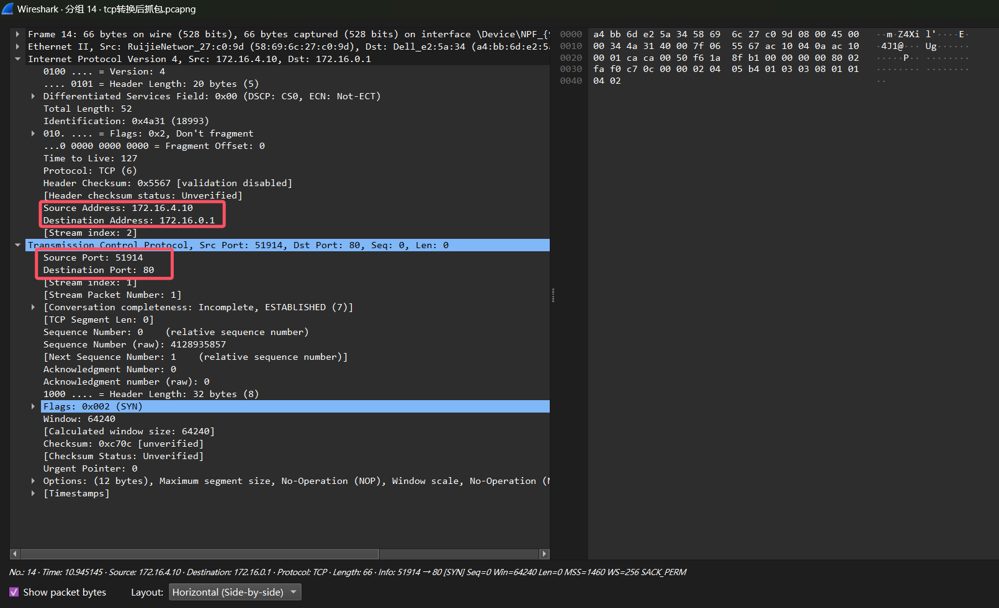 Wireshark · 分组 14 · tcp转换后抓包.pcapng
Frame 14: 66 bytes on wire (528 bits), 66 bytes captured (528 bits) on interface \Device\NPF_{
Ethernet II, Src: RuijieNetwor_27:c0:9d (58:69:6c:27:c0:9d), Dst: Dell_e2:5a:34 (a4:bb:6d:e2:5
Internet Protocol Version 4, Src: 172.16.4.10, Dst: 172.16.0.1
0100 .... = Version: 4
.... 0101 = Header Length: 20 bytes (5)
Differentiated Services Field: 0x00 (DSCP: CS0, ECN: Not-ECT)
Total Length: 52
Identification: 0x4a31 (18993)
010. .... = Flags: 0x2, Don't fragment
...0 0000 0000 0000 = Fragment Offset: 0
Time to Live: 127
Protocol: TCP (6)
Header Checksum: 0x5567 [validation disabled]
[Header checksum status: Unverified]
Source Address: 172.16.4.10
Destination Address: 172.16.0.1
[Stream index: 2]
Transmission Control Protocol, Src Port: 51914, Dst Port: 80, Seq: 0, Len: 0
Source Port: 51914
Destination Port: 80
[Stream index: 1]
[Stream Packet Number: 1]
[Conversation completeness: Incomplete, ESTABLISHED (7)]
[TCP Segment Len: 0]
Sequence Number: 0    (relative sequence number)
Sequence Number (raw): 4128935857
[Next Sequence Number: 1    (relative sequence number)]
Acknowledgment Number: 0
Acknowledgment number (raw): 0
1000 .... = Header Length: 32 bytes (8)
Flags: 0x002 (SYN)
Window: 64240
[Calculated window size: 64240]
Checksum: 0xc70c [unverified]
[Checksum Status: Unverified]
Urgent Pointer: 0
Options: (12 bytes), Maximum segment size, No-Operation (NOP), Window scale, No-Operation (
[Timestamps]
0000 a4 bb 6d e2 5a 34 58 69 6c 27 c0 9d 08 00 45 00 ··m·Z4Xi l'····E·
0010 00 34 4a 31 40 00 7f 06 55 67 ac 10 04 0a ac 10 ·4J1@··· Ug······
0020 00 01 ca ca 00 50 f6 1a 8f b1 00 00 00 00 80 02 ·····P·· ········
0030 fa f0 c7 0c 00 00 02 04 05 b4 01 03 03 08 01 01 ········ ········
0040 04 02 ··
No.: 14 · Time: 10.945145 · Source: 172.16.4.10 · Destination: 172.16.0.1 · Protocol: TCP · Length: 66 · Info: 51914 → 80 [SYN] Seq=0 Win=64240 Len=0 MSS=1460 WS=256 SACK_PERM
Show packet bytes Layout: Horizontal (Side-by-side)